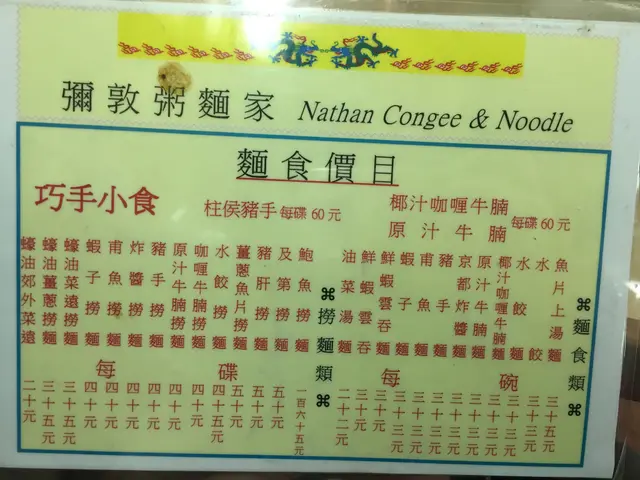 彌敦粥麵家 Nathan Congee & Noodle
麵食價目
巧手小食
柱侯豬手 每碟 60 元
椰汁咖喱牛腩
原汁牛腩
每碟 60 元
⌘麵食類⌘
魚片上湯麵
水餃
水餃麵
椰汁咖喱牛腩麵
原汁牛腩麵
京都炸醬麵
豬手麵
甫魚麵
蝦子麵
鮮蝦雲吞麵
鮮蝦雲吞
油菜湯麵
每碗
三十五元
三十三元
三十三元
三十三元
三十三元
三十三元
三十三元
三十三元
三十元
三十元
二十二元
⌘撈麵類⌘
鮑魚撈麵
及第撈麵
豬肝撈麵
薑蔥魚片撈麵
水餃撈麵
咖喱牛腩撈麵
原汁牛腩撈麵
豬手撈麵
炸醬撈麵
甫魚撈麵
蝦子撈麵
蠔油菜遠撈麵
蠔油薑蔥撈麵
蠔油郊外菜遠
每碟
一百六十五元
五十元
五十元
五十元
四十五元
四十元
四十元
四十元
四十元
四十元
三十元
三十五元
二十元